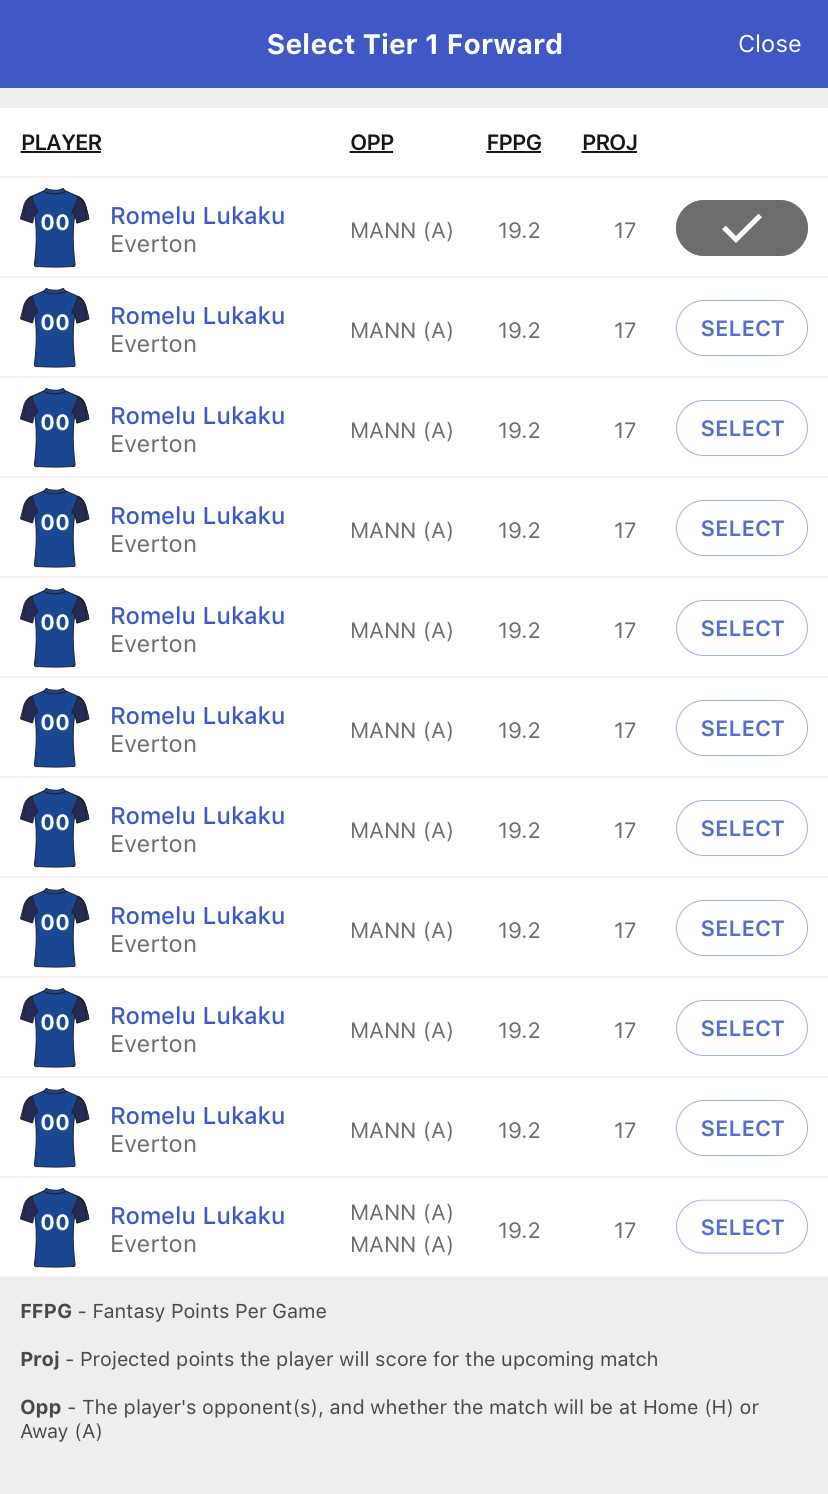 Select Tier 1 Forward Close
PLAYER OPP FPPG PROJ
00 Romelu Lukaku MANN (A) 19.2 17
Everton
00 Romelu Lukaku MANN (A) 19.2 17 SELECT
Everton
00 Romelu Lukaku MANN (A) 19.2 17 SELECT
Everton
00 Romelu Lukaku MANN (A) 19.2 17 SELECT
Everton
00 Romelu Lukaku MANN (A) 19.2 17 SELECT
Everton
00 Romelu Lukaku MANN (A) 19.2 17 SELECT
Everton
00 Romelu Lukaku MANN (A) 19.2 17 SELECT
Everton
00 Romelu Lukaku MANN (A) 19.2 17 SELECT
Everton
00 Romelu Lukaku MANN (A) 19.2 17 SELECT
Everton
00 Romelu Lukaku MANN (A) 19.2 17 SELECT
Everton
00 Romelu Lukaku MANN (A) 19.2 17 SELECT
Everton MANN (A)
FFPG - Fantasy Points Per Game
Proj - Projected points the player will score for the upcoming match
Opp - The player's opponent(s), and whether the match will be at Home (H) or
Away (A)